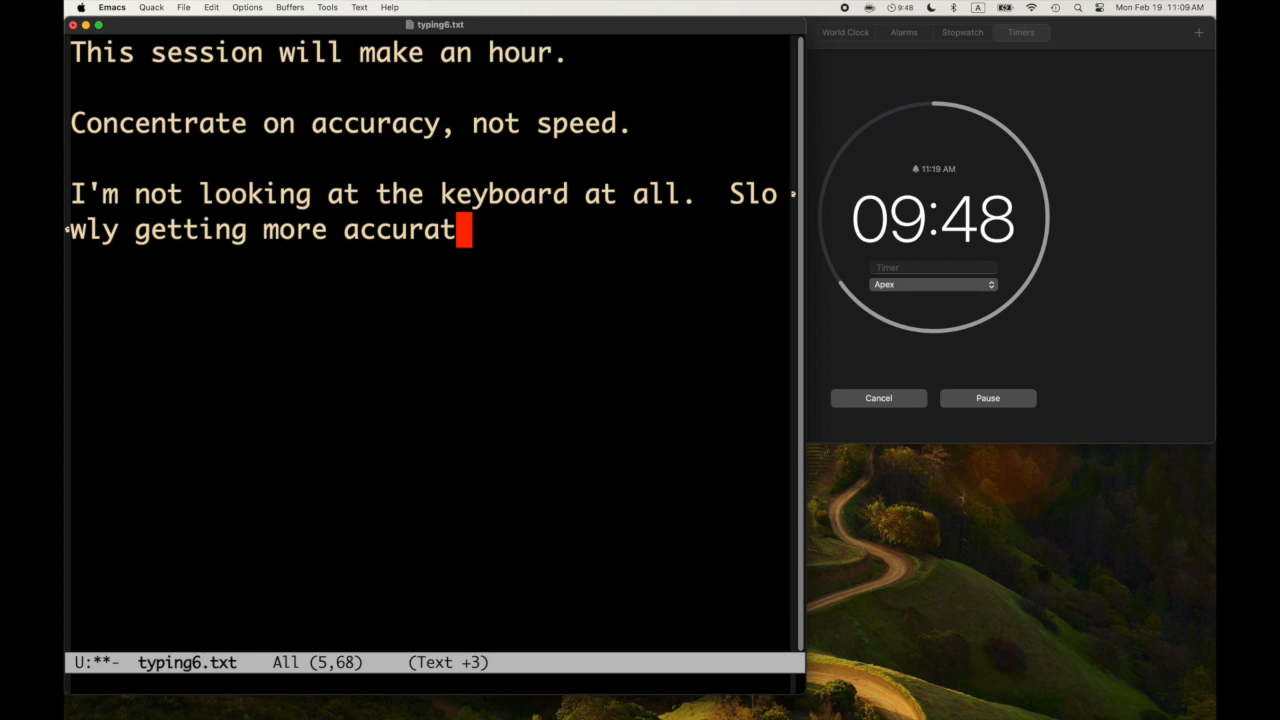 Emacs Quack File Edit Options Buffers Tools Text Help
9:48 A Mon Feb 19 11:09 AM
typing6.txt
This session will make an hour.
Concentrate on accuracy, not speed.
I'm not looking at the keyboard at all.  Slo
wly getting more accurat
U:**-  typing6.txt    All (5,68)     (Text +3)
World Clock Alarms Stopwatch Timers
11:19 AM
09:48
Timer
Apex
Cancel Pause